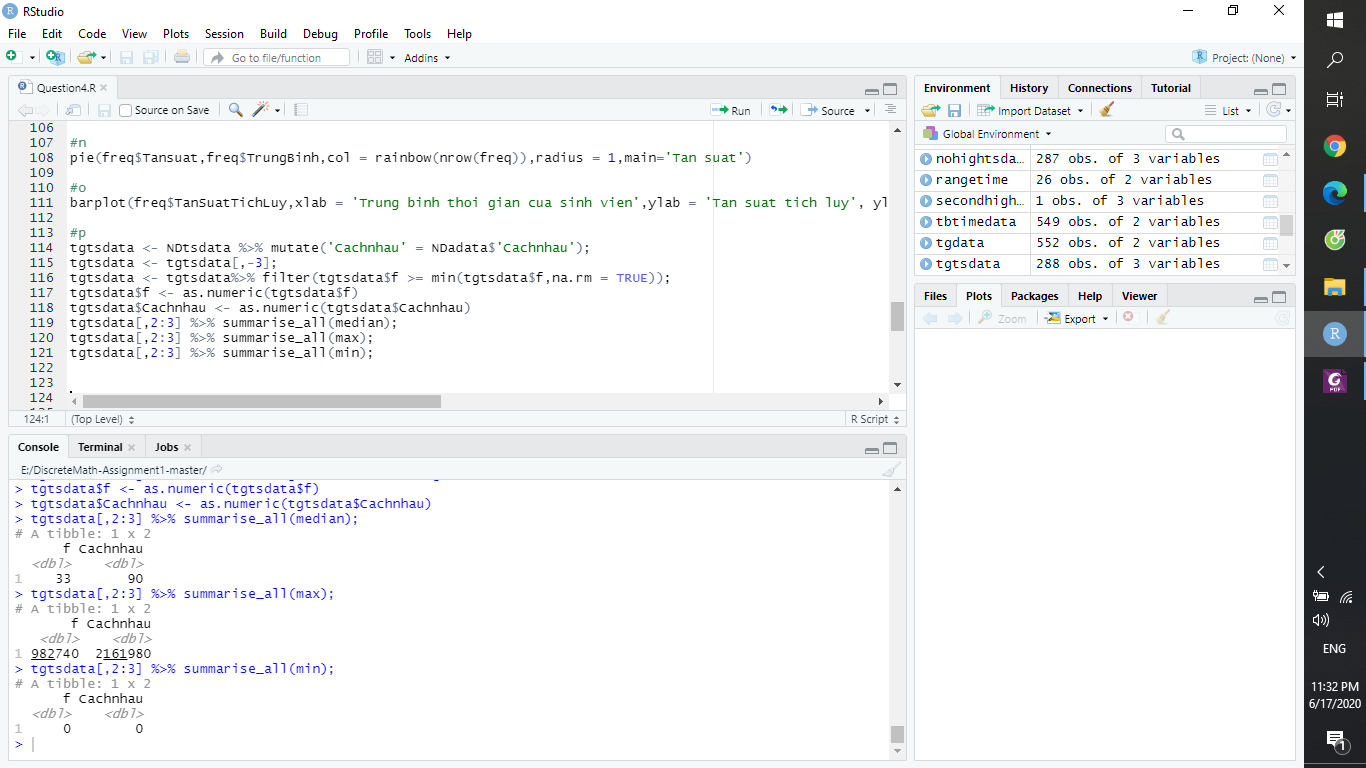 RStudio
File Edit Code View Plots Session Build Debug Profile Tools Help
Go to file/function Addins Project: (None)
Question4.R
Source on Save Run Source
106
107 #n
108 pie(freq$Tansuat,freq$TrungBinh,col = rainbow(nrow(freq)),radius = 1,main='Tan suat')
109
110 #o
111 barplot(freq$TanSuatTichLuy,xlab = 'Trung binh thoi gian cua sinh vien',ylab = 'Tan suat tich luy', yl
112
113 #p
114 tgtsdata <- NDtsdata %>% mutate('Cachnhau' = NDadata$'Cachnhau');
115 tgtsdata <- tgtsdata[,-3];
116 tgtsdata <- tgtsdata%>% filter(tgtsdata$f >= min(tgtsdata$f,na.rm = TRUE));
117 tgtsdata$f <- as.numeric(tgtsdata$f)
118 tgtsdata$Cachnhau <- as.numeric(tgtsdata$Cachnhau)
119 tgtsdata[,2:3] %>% summarise_all(median);
120 tgtsdata[,2:3] %>% summarise_all(max);
121 tgtsdata[,2:3] %>% summarise_all(min);
122
123
124
124:1 (Top Level) R Script
Console Terminal Jobs
E:/DiscreteMath-Assignment1-master/
> tgtsdata$f <- as.numeric(tgtsdata$f)
> tgtsdata$Cachnhau <- as.numeric(tgtsdata$Cachnhau)
> tgtsdata[,2:3] %>% summarise_all(median);
# A tibble: 1 x 2
f Cachnhau
<dbl> <dbl>
1 33 90
> tgtsdata[,2:3] %>% summarise_all(max);
# A tibble: 1 x 2
f Cachnhau
<dbl> <dbl>
1 982740 2161980
> tgtsdata[,2:3] %>% summarise_all(min);
# A tibble: 1 x 2
f Cachnhau
<dbl> <dbl>
1 0 0
>
Environment History Connections Tutorial
Import Dataset List
Global Environment
nohightsda... 287 obs. of 3 variables
rangetime 26 obs. of 2 variables
secondhigh... 1 obs. of 3 variables
tbtimedata 549 obs. of 2 variables
tgdata 552 obs. of 2 variables
tgtsdata 288 obs. of 3 variables
Files Plots Packages Help Viewer
Zoom Export
R
PDF
ENG
11:32 PM
6/17/2020
1